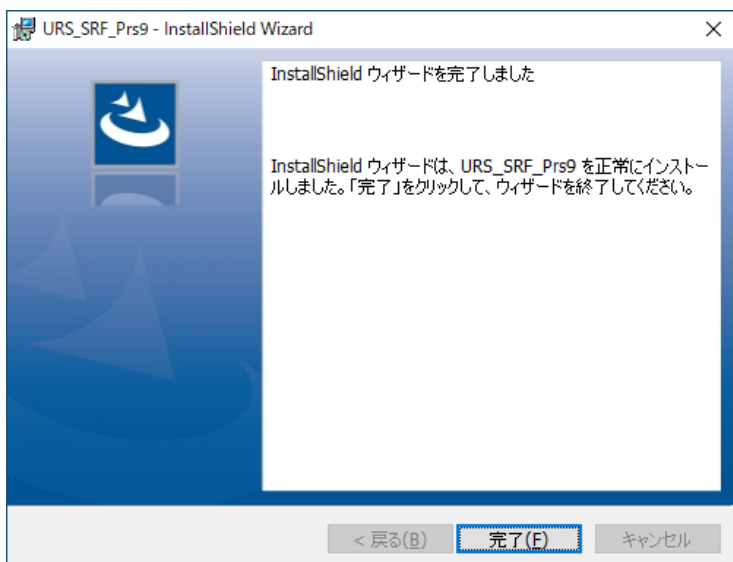 URS_SRF_Prs9 - InstallShield Wizard
InstallShield ウィザードを完了しました
InstallShield ウィザードは、URS_SRF_Prs9 を正常にインストー
ルしました。「完了」をクリックして、ウィザードを終了してください。
< 戻る(B)
完了(F)
キャンセル